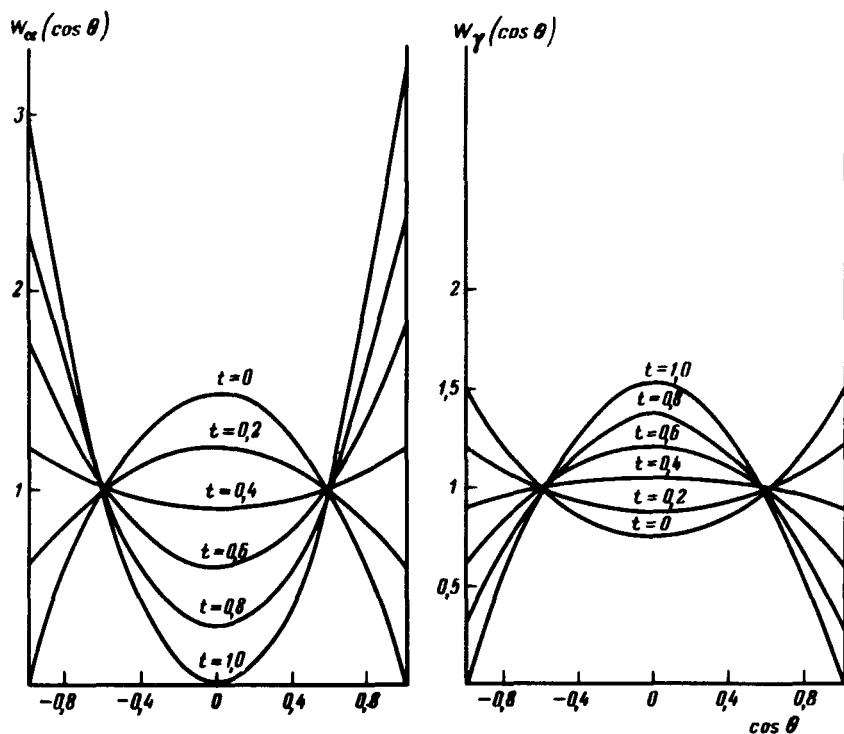 W_α(cos θ)
3
2
1
t=0
t=0,2
t=0,4
t=0,6
t=0,8
t=1,0
−0,8
−0,4
0
0,4
0,8
W_γ(cos θ)
2
1,5
1
0,5
t=1,0
t=0,8
t=0,6
t=0,4
t=0,2
t=0
−0,8
−0,4
0
0,4
0,8
cos θ